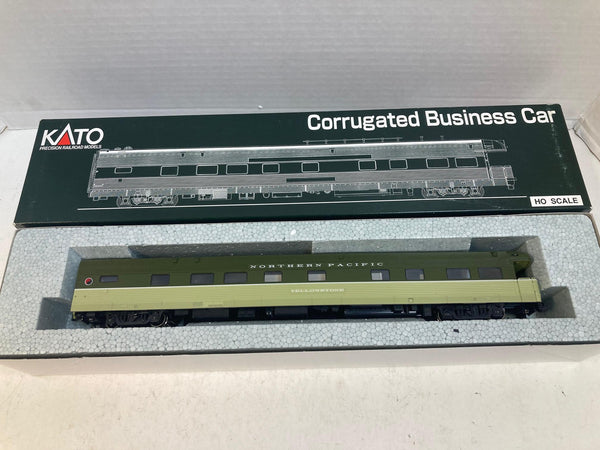 Corrugated Business Car
KATO
PRECISION RAILROAD MODELS
HO SCALE
NORTHERN PACIFIC
YELLOWSTONE